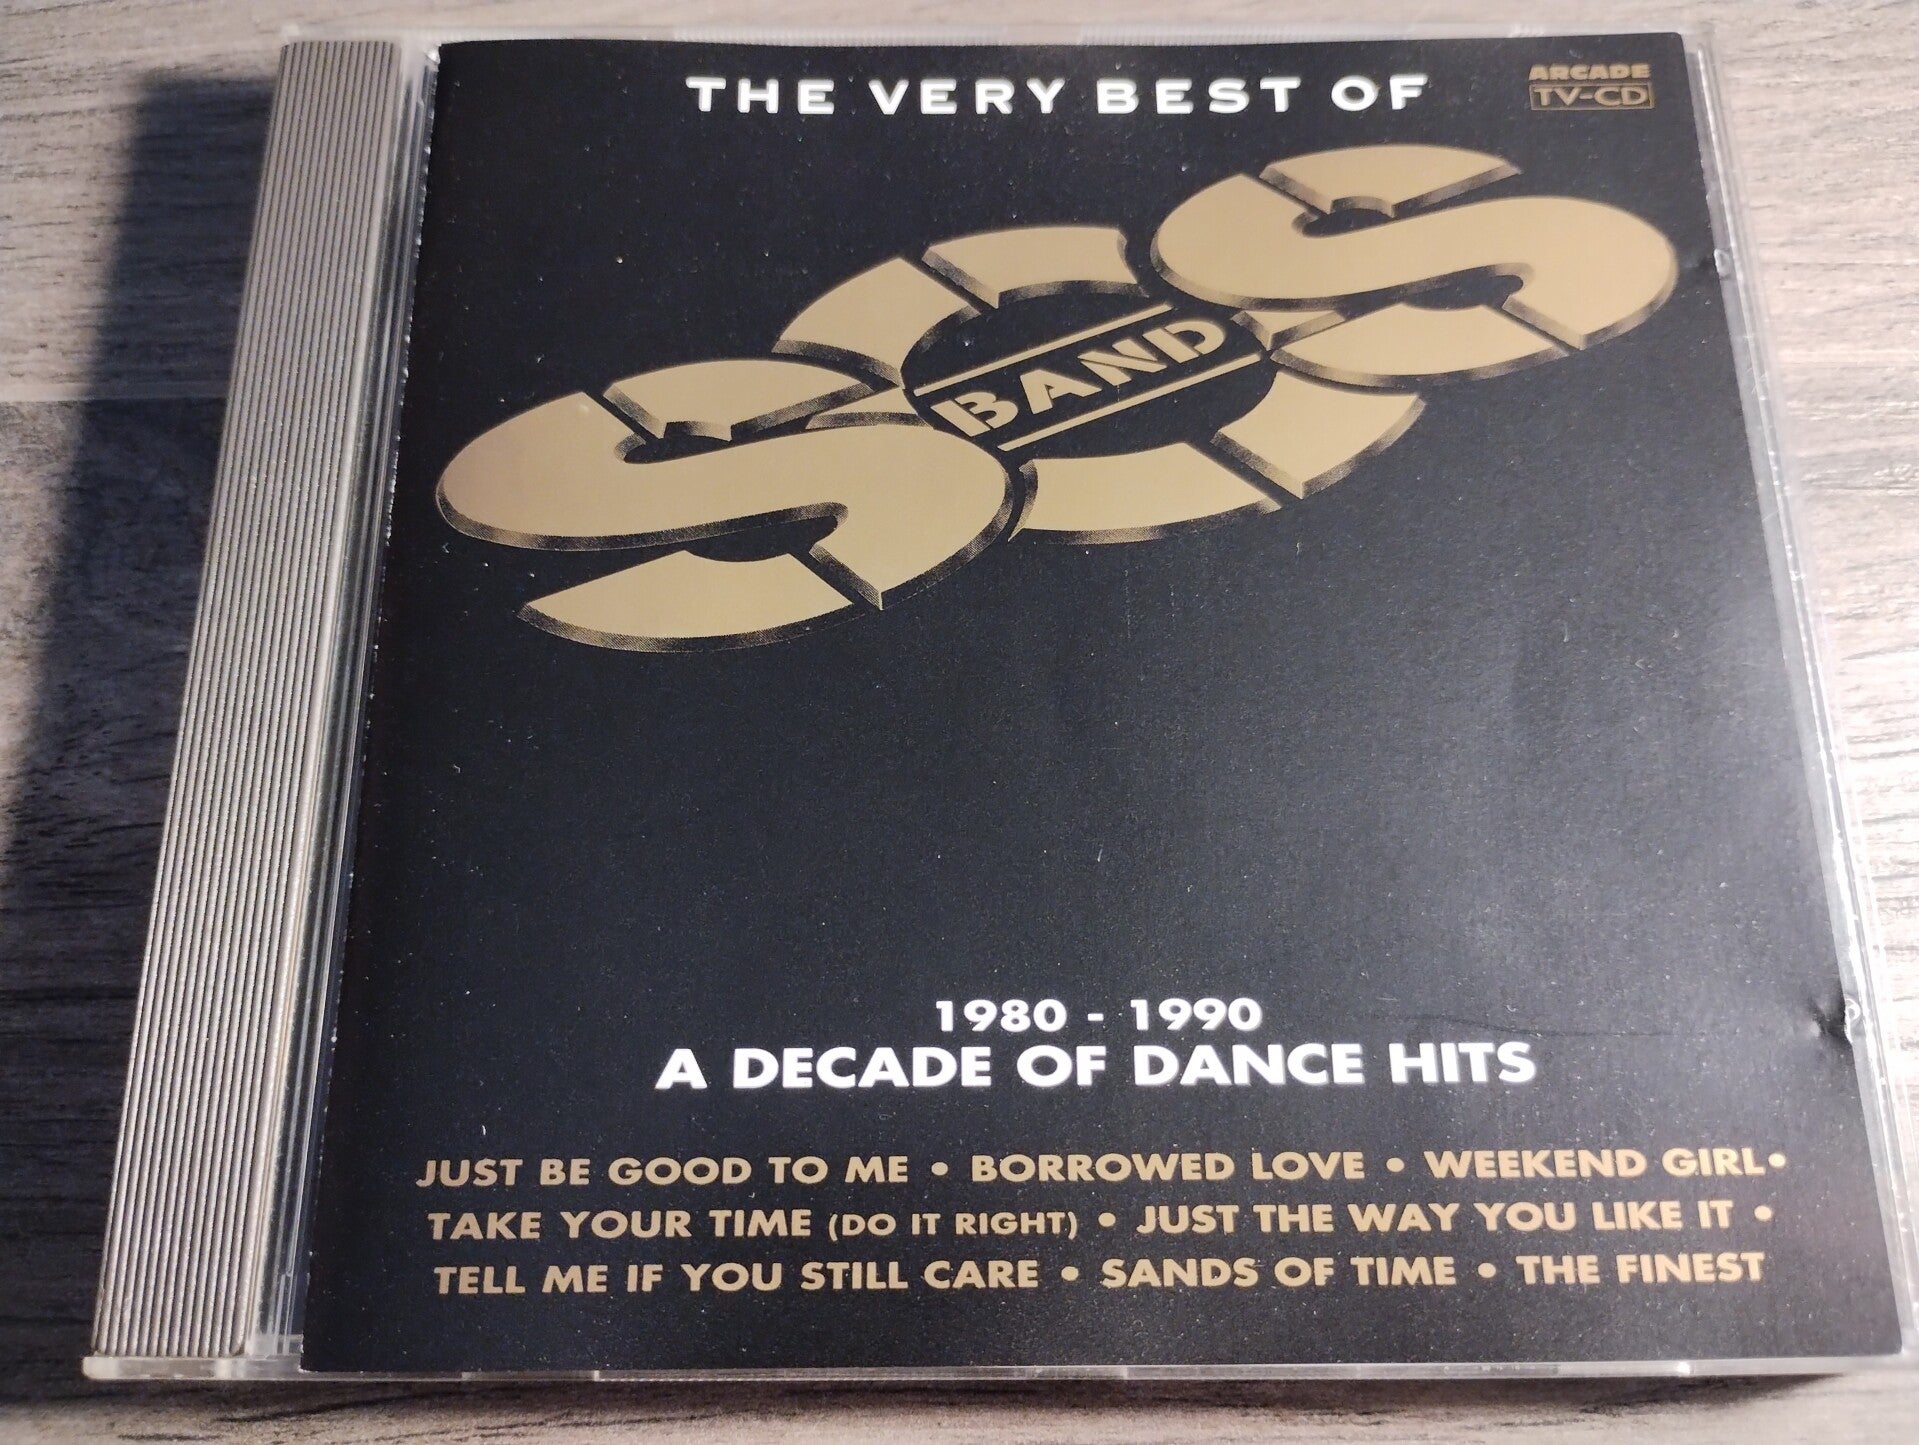 THE VERY BEST OF
ARCADE
TV-CD
SOS
BAND
1980 - 1990
A DECADE OF DANCE HITS
JUST BE GOOD TO ME • BORROWED LOVE • WEEKEND GIRL•
TAKE YOUR TIME (DO IT RIGHT) • JUST THE WAY YOU LIKE IT •
TELL ME IF YOU STILL CARE • SANDS OF TIME • THE FINEST